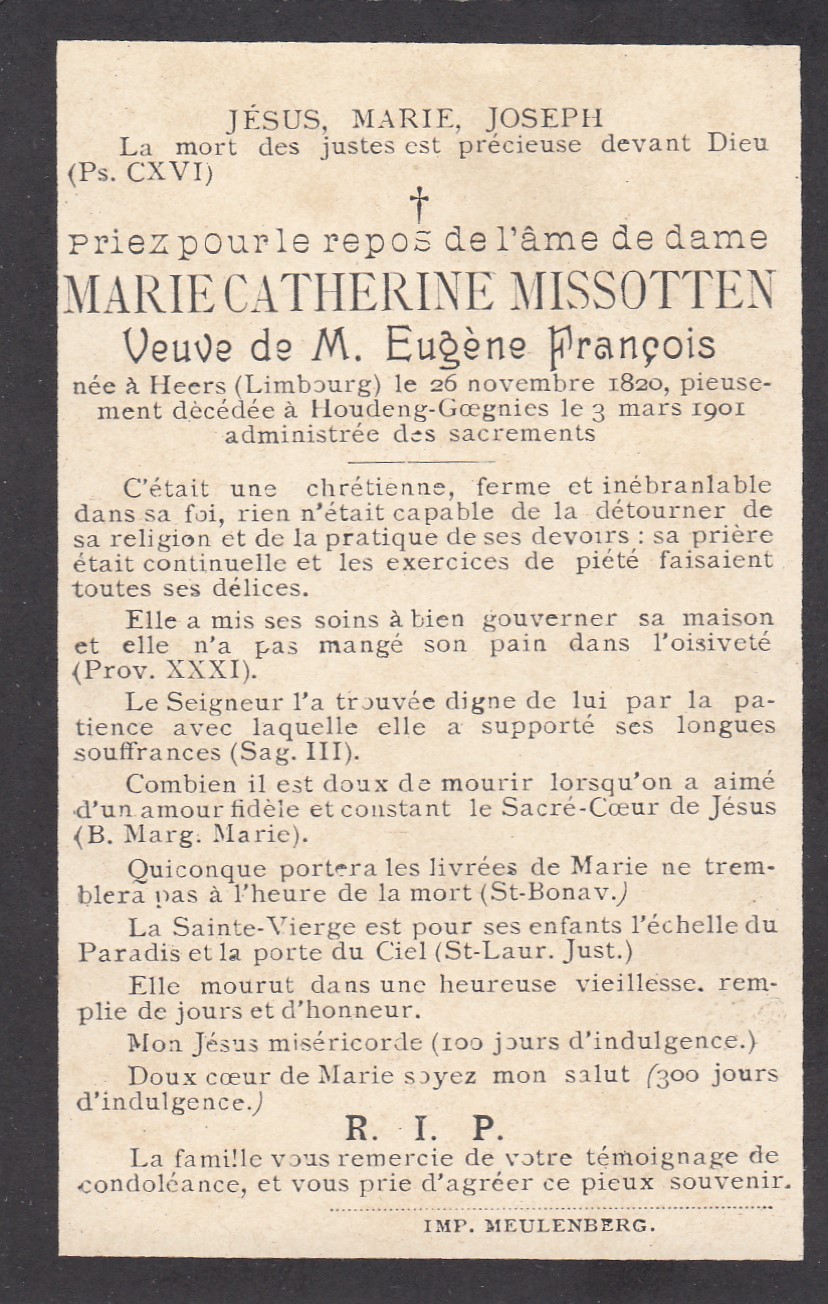 JÉSUS, MARIE, JOSEPH
La mort des justes est précieuse devant Dieu
(Ps. CXVI)
†
Priez pour le repos de l'âme de dame
MARIE CATHERINE MISSOTTEN
Veuve de M. Eugène François
née à Heers (Limbourg) le 26 novembre 1820, pieuse-
ment dècédée à Houdeng-Gœgnies le 3 mars 1901
administrée des sacrements
C'était une chrétienne, ferme et inébranlable
dans sa foi, rien n'était capable de la détourner de
sa religion et de la pratique de ses devoirs : sa prière
était continuelle et les exercices de piété faisaient
toutes ses délices.
Elle a mis ses soins à bien gouverner sa maison
et elle n'a pas mangé son pain dans l'oisiveté
(Prov. XXXI).
Le Seigneur l'a trouvée digne de lui par la pa-
tience avec laquelle elle a supporté ses longues
souffrances (Sag. III).
Combien il est doux de mourir lorsqu'on a aimé
d'un amour fidèle et constant le Sacré-Cœur de Jésus
(B. Marg. Marie).
Quiconque portera les livrées de Marie ne trem-
blera pas à l'heure de la mort (St-Bonav.)
La Sainte-Vierge est pour ses enfants l'échelle du
Paradis et la porte du Ciel (St-Laur. Just.)
Elle mourut dans une heureuse vieillesse. rem-
plie de jours et d'honneur.
Mon Jésus miséricorde (100 jours d'indulgence.)
Doux cœur de Marie soyez mon salut (300 jours
d'indulgence.)
R. I. P.
La famille vous remercie de votre témoignage de
condoléance, et vous prie d'agréer ce pieux souvenir.
IMP. MEULENBERG.